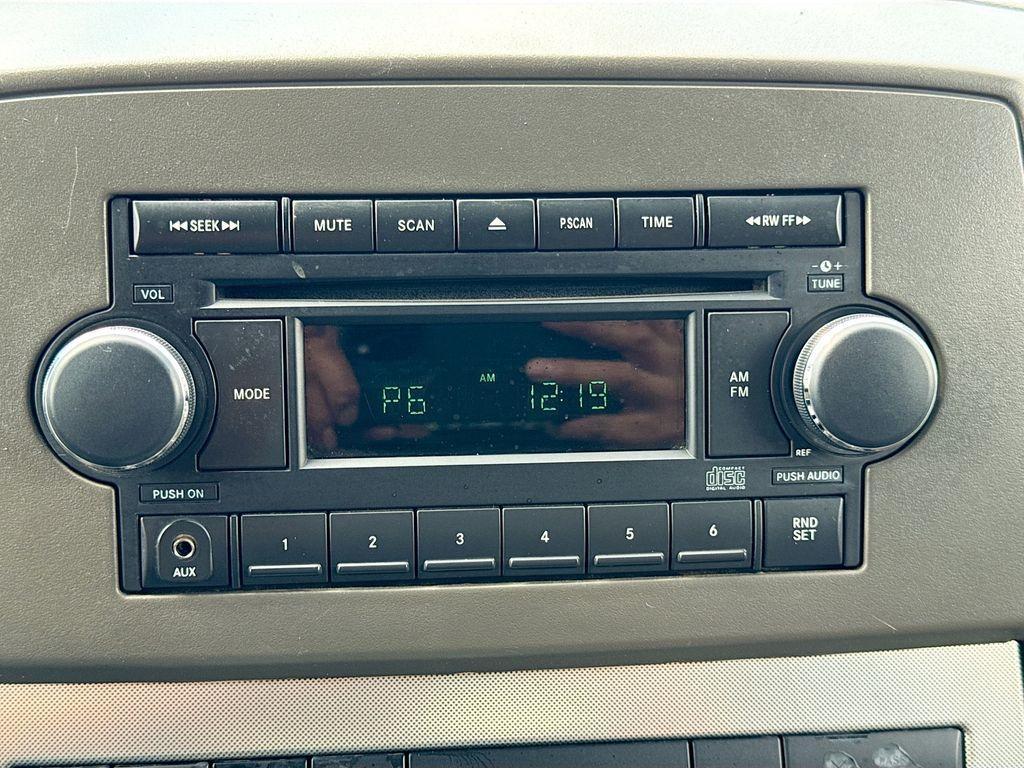 SEEK MUTE SCAN P.SCAN TIME RW FF
VOL - + TUNE
MODE P6 AM 12:19 AM FM
REF
COMPACT disc DIGITAL AUDIO
PUSH ON PUSH AUDIO
AUX 1 2 3 4 5 6 RND SET